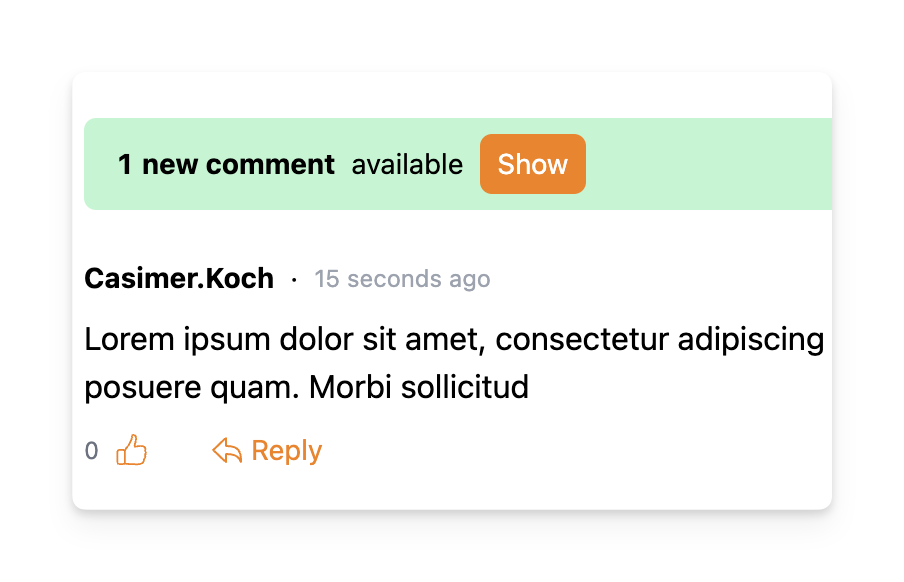 1 new comment available Show
Casimer.Koch · 15 seconds ago
Lorem ipsum dolor sit amet, consectetur adipiscing
posuere quam. Morbi sollicitud
0 Reply